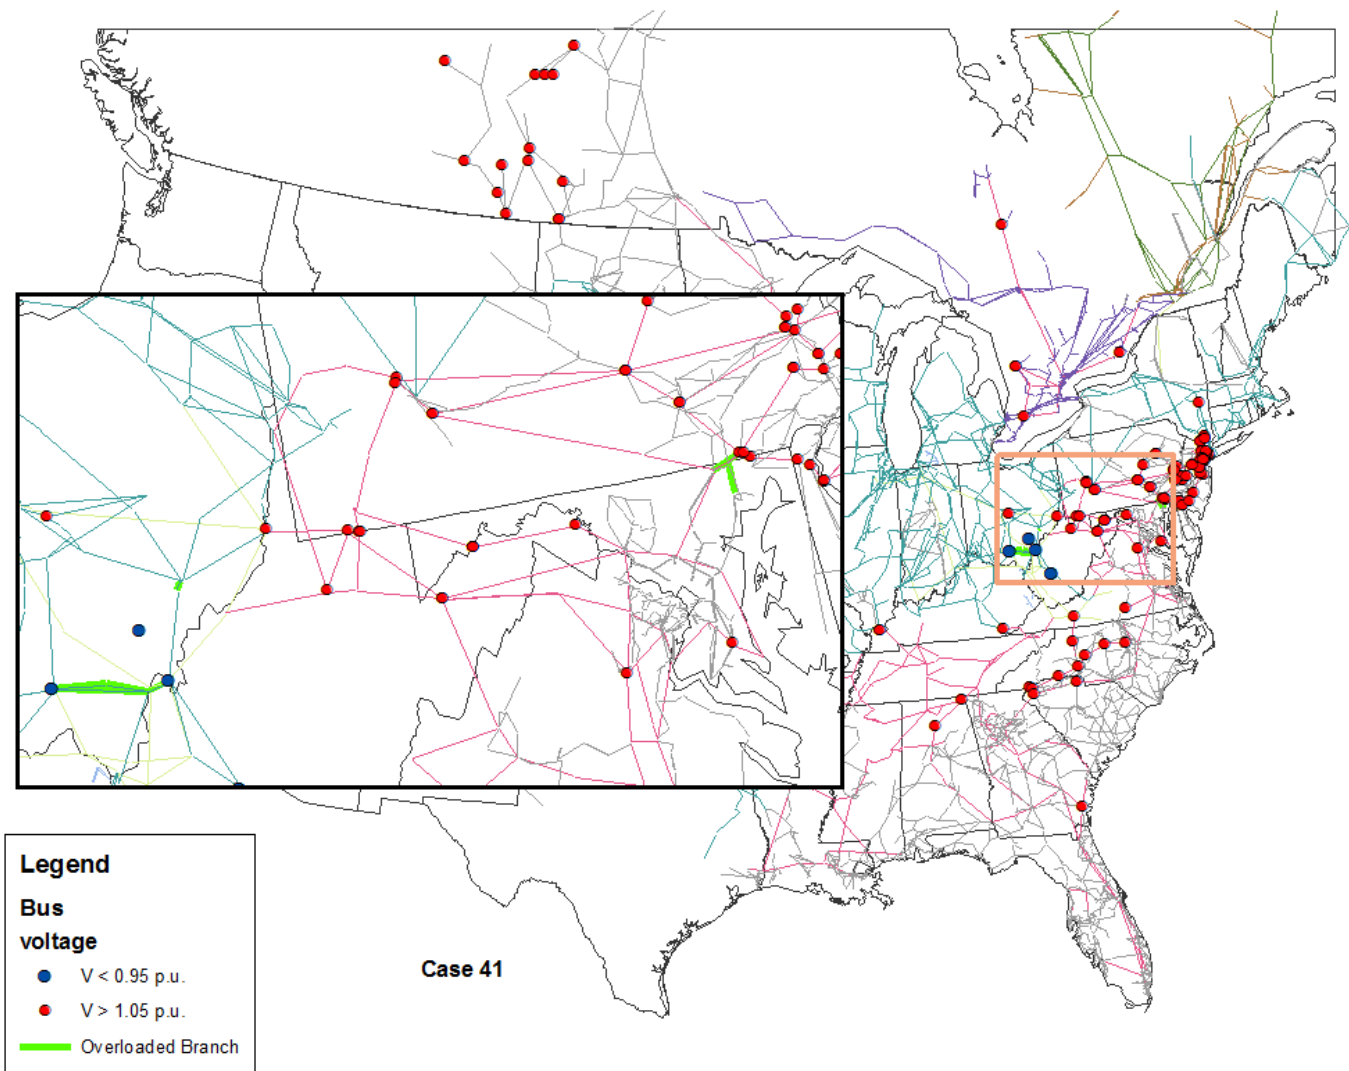 Case 41
Legend
Bus
voltage
V < 0.95 p.u.
V > 1.05 p.u.
Overloaded Branch